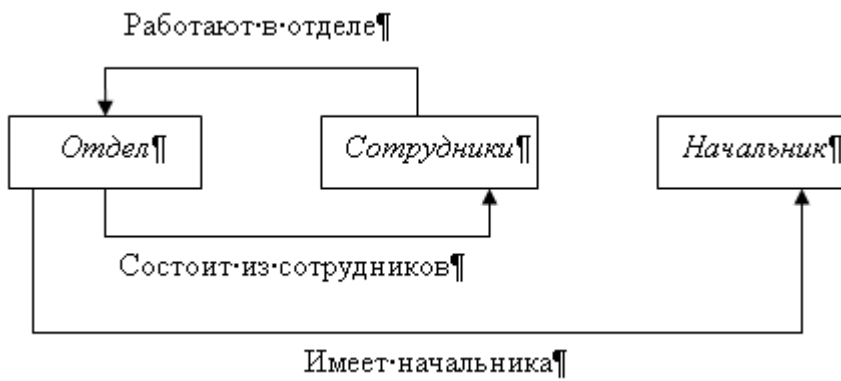 Работают·в·отделе¶
Отдел¶ Сотрудники¶ Начальник¶
Состоит·из·сотрудников¶
Имеет·начальника¶